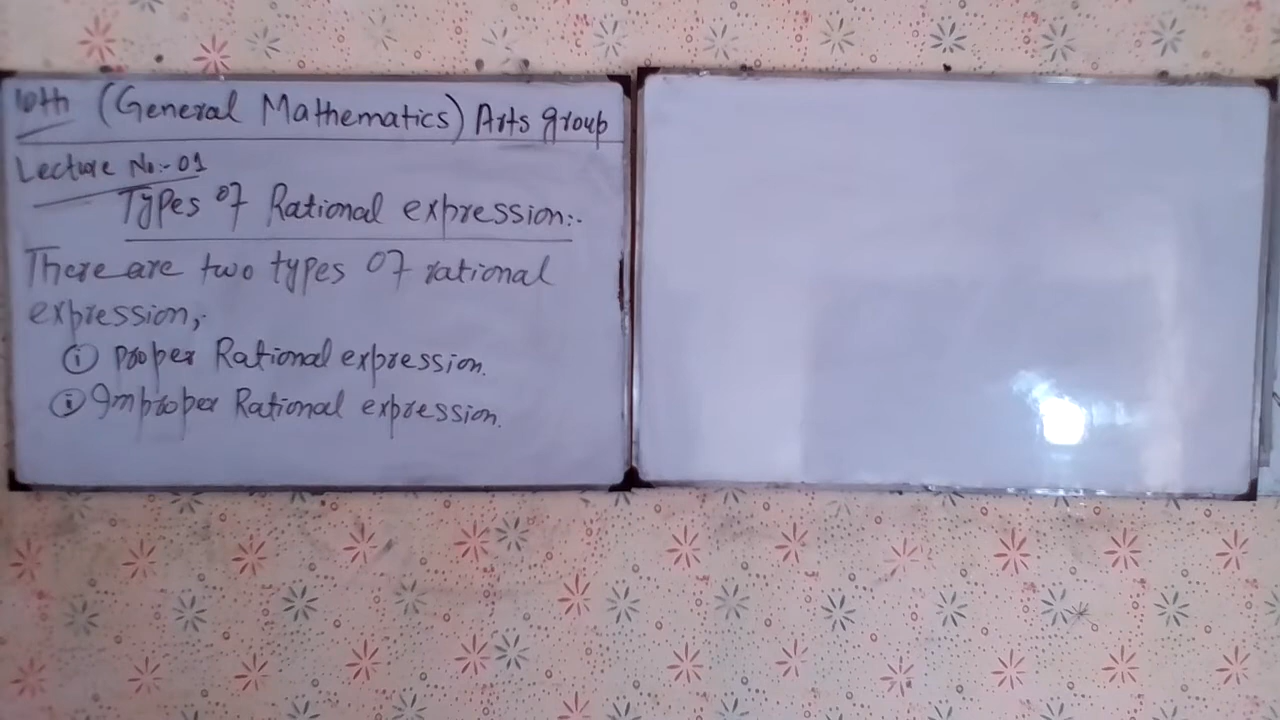 10th (General Mathematics) Arts group
Lecture No:- 01
Types of Rational expression:-
There are two types of rational
expression,
(i) Proper Rational expression.
(i) Improper Rational expression.